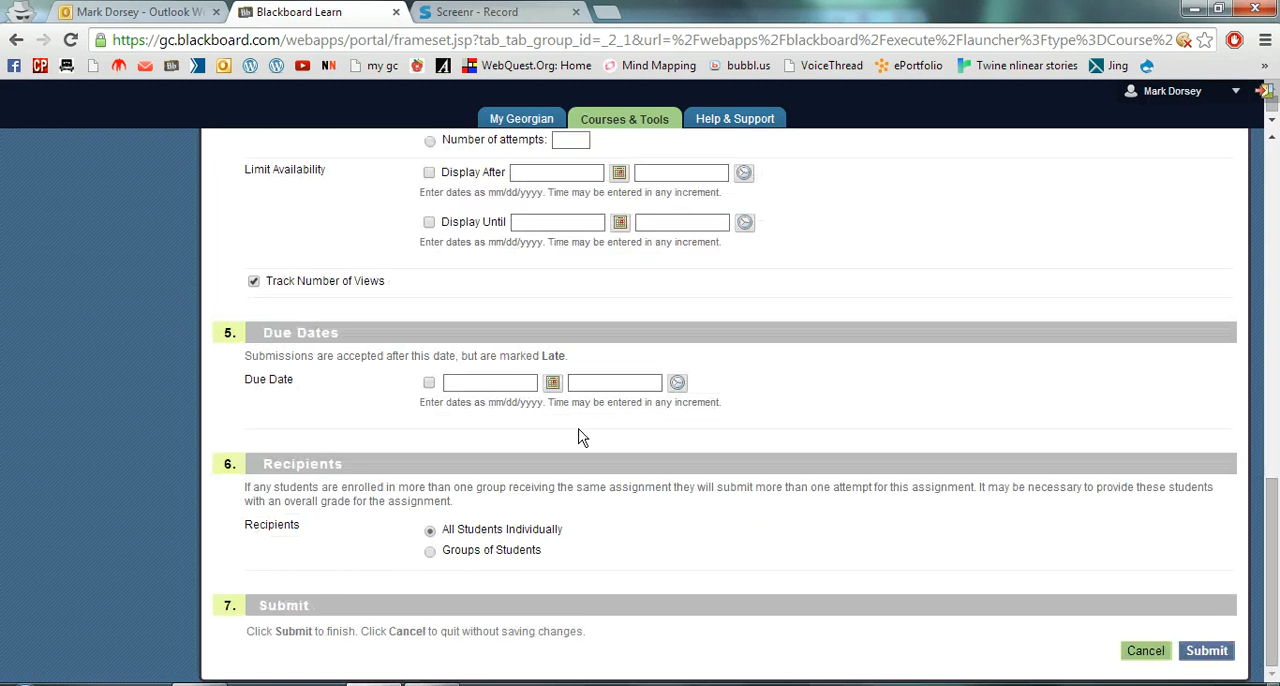 Mark Dorsey - Outlook W
Blackboard Learn
Screenr - Record
https://gc.blackboard.com/webapps/portal/frameset.jsp?tab_tab_group_id=_2_1&url=%2Fwebapps%2Fblackboard%2Fexecute%2Flauncher%3Ftype%3DCourse%2
my gc
WebQuest.Org: Home
Mind Mapping
bubbl.us
VoiceThread
ePortfolio
Twine nlinear stories
Jing
»
Mark Dorsey
My Georgian
Courses & Tools
Help & Support
Number of attempts:
Limit Availability
Display After
Enter dates as mm/dd/yyyy. Time may be entered in any increment.
Display Until
Enter dates as mm/dd/yyyy. Time may be entered in any increment.
Track Number of Views
5. Due Dates
Submissions are accepted after this date, but are marked Late.
Due Date
Enter dates as mm/dd/yyyy. Time may be entered in any increment.
6. Recipients
If any students are enrolled in more than one group receiving the same assignment they will submit more than one attempt for this assignment. It may be necessary to provide these students
with an overall grade for the assignment.
Recipients
All Students Individually
Groups of Students
7. Submit
Click Submit to finish. Click Cancel to quit without saving changes.
Cancel
Submit